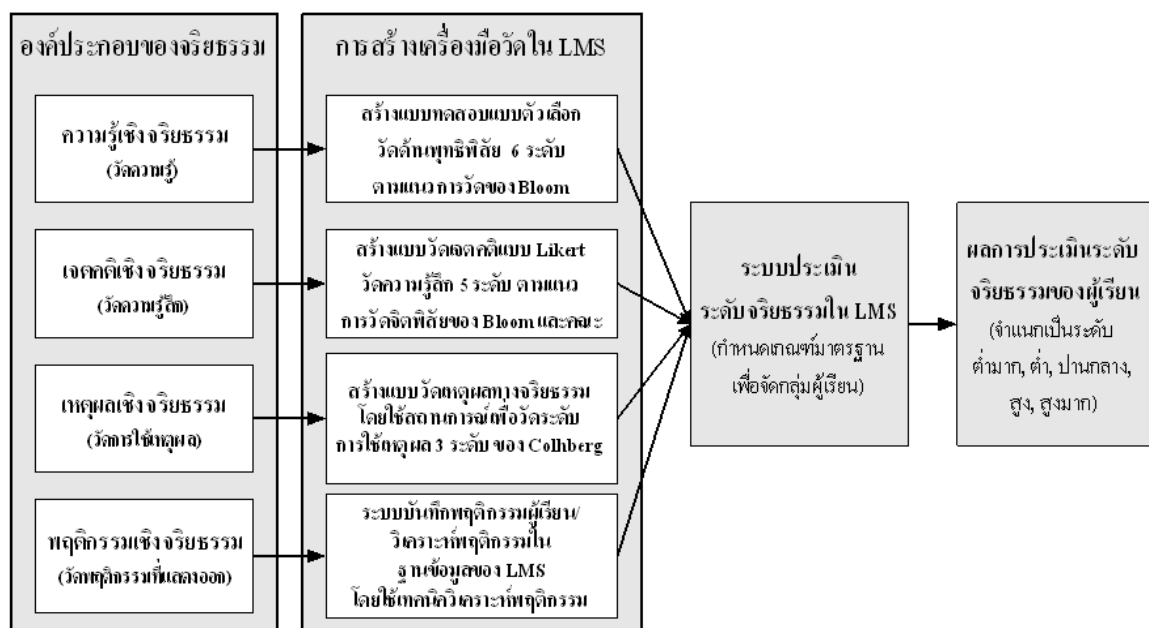 องค์ประกอบของจริยธรรม
ความรู้เชิงจริยธรรม
(วัดความรู้)
เจตคติเชิงจริยธรรม
(วัดความรู้สึก)
เหตุผลเชิงจริยธรรม
(วัดการใช้เหตุผล)
พฤติกรรมเชิงจริยธรรม
(วัดพฤติกรรมที่แสดงออก)
การสร้างเครื่องมือวัดใน LMS
สร้างแบบทดสอบแบบตัวเลือก
วัดด้านพุทธิพิสัย 6 ระดับ
ตามแนวการวัดของ Bloom
สร้างแบบวัดเจตคติแบบ Likert
วัดความรู้สึก 5 ระดับ ตามแนว
การวัดจิตพิสัยของ Bloom และคณะ
สร้างแบบวัดเหตุผลทางจริยธรรม
โดยใช้สถานการณ์เพื่อวัดระดับ
การใช้เหตุผล 3 ระดับ ของ Colhberg
ระบบบันทึกพฤติกรรมผู้เรียน/
วิเคราะห์พฤติกรรมใน
ฐานข้อมูลของ LMS
โดยใช้เทคนิควิเคราะห์พฤติกรรม
ระบบประเมิน
ระดับจริยธรรมใน LMS
(กำหนดเกณฑ์มาตรฐาน
เพื่อจัดกลุ่มผู้เรียน)
ผลการประเมินระดับ
จริยธรรมของผู้เรียน
(จำแนกเป็นระดับ
ต่ำมาก, ต่ำ, ปานกลาง,
สูง, สูงมาก)